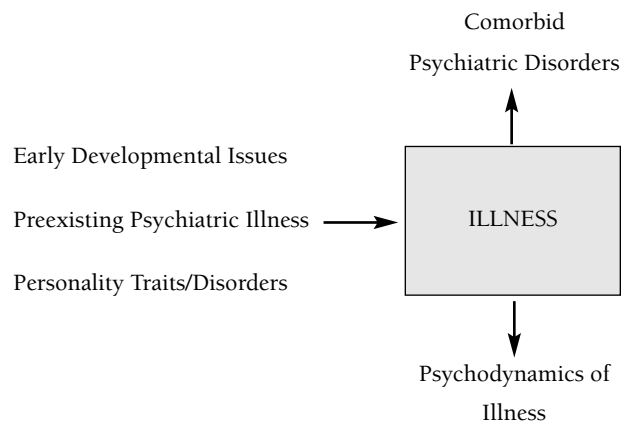 Comorbid
Psychiatric Disorders
Early Developmental Issues
Preexisting Psychiatric Illness
ILLNESS
Personality Traits/Disorders
Psychodynamics of
Illness